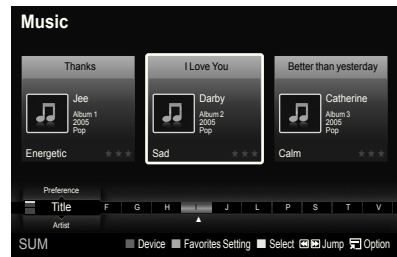 Music
Thanks
Jee
Album 1
2005
Pop
Energetic ★★★
I Love You
Darby
Album 2
2005
Pop
Sad ★★★
Better than yesterday
Catherine
Album 3
2005
Pop
Calm ★★★
Preference
Title F G H I J L P S T V
Artist
SUM Device Favorites Setting Select Jump Option